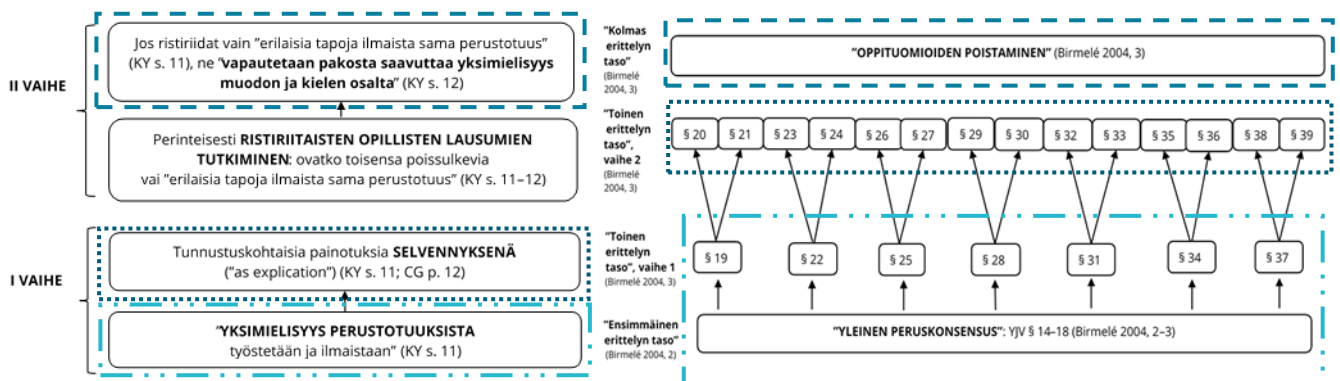 II VAIHE
Jos ristiriidat vain ”erilaisia tapoja ilmaista sama perustotuus”
(KY s. 11), ne ”vapautetaan pakosta saavuttaa yksimielisyys
muodon ja kielen osalta” (KY s. 12)
Perinteisesti RISTIRIITAISTEN OPILLISTEN LAUSUMIEN
TUTKIMINEN: ovatko toisensa poissulkevia
vai ”erilaisia tapoja ilmaista sama perustotuus” (KY s. 11–12)
I VAIHE
Tunnustuskohtaisia painotuksia SELVENNYKSENÄ
(”as explication”) (KY s. 11; CG p. 12)
”YKSIMIELISYYS PERUSTOTUUKSISTA
työstetään ja ilmaistaan” (KY s. 11)
”Kolmas
erittelyn
taso”
(Birmelé
2004, 3)
”OPPITUOMIOIDEN POISTAMINEN” (Birmelé 2004, 3)
”Toinen
erittelyn
taso”,
vaihe 2
(Birmelé
2004, 3)
§ 20 § 21 § 23 § 24 § 26 § 27 § 29 § 30 § 32 § 33 § 35 § 36 § 38 § 39
”Toinen
erittelyn
taso”, vaihe 1
(Birmelé 2004, 3)
§ 19 § 22 § 25 § 28 § 31 § 34 § 37
”Ensimmäinen
erittelyn taso”
(Birmelé 2004, 2)
”YLEINEN PERUSKONSENSUS”: YJV § 14–18 (Birmelé 2004, 2–3)